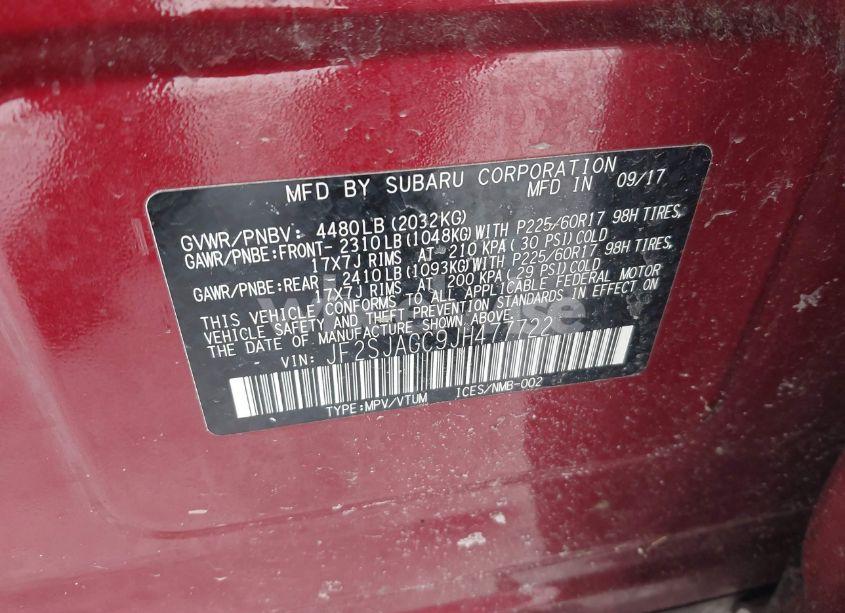 MFD BY SUBARU CORPORATION
MFD IN 09/17
GVWR/PNBV: 4480LB(2032KG)
GAWR/PNBE:FRONT- 2310LB(1048KG)WITH P225/60R17 98H TIRES,
17X7J RIMS AT 210 KPA( 30 PSI)COLD
GAWR/PNBE:REAR - 2410LB(1093KG)WITH P225/60R17 98H TIRES,
17X7J RIMS AT 200 KPA( 29 PSI)COLD
THIS VEHICLE CONFORMS TO ALL APPLICABLE FEDERAL MOTOR
VEHICLE SAFETY AND THEFT PREVENTION STANDARDS IN EFFECT ON
THE DATE OF MANUFACTURE SHOWN ABOVE.
VIN: JF2SJAGC9JH477722
TYPE:MPV/VTUM ICES/NMB-002